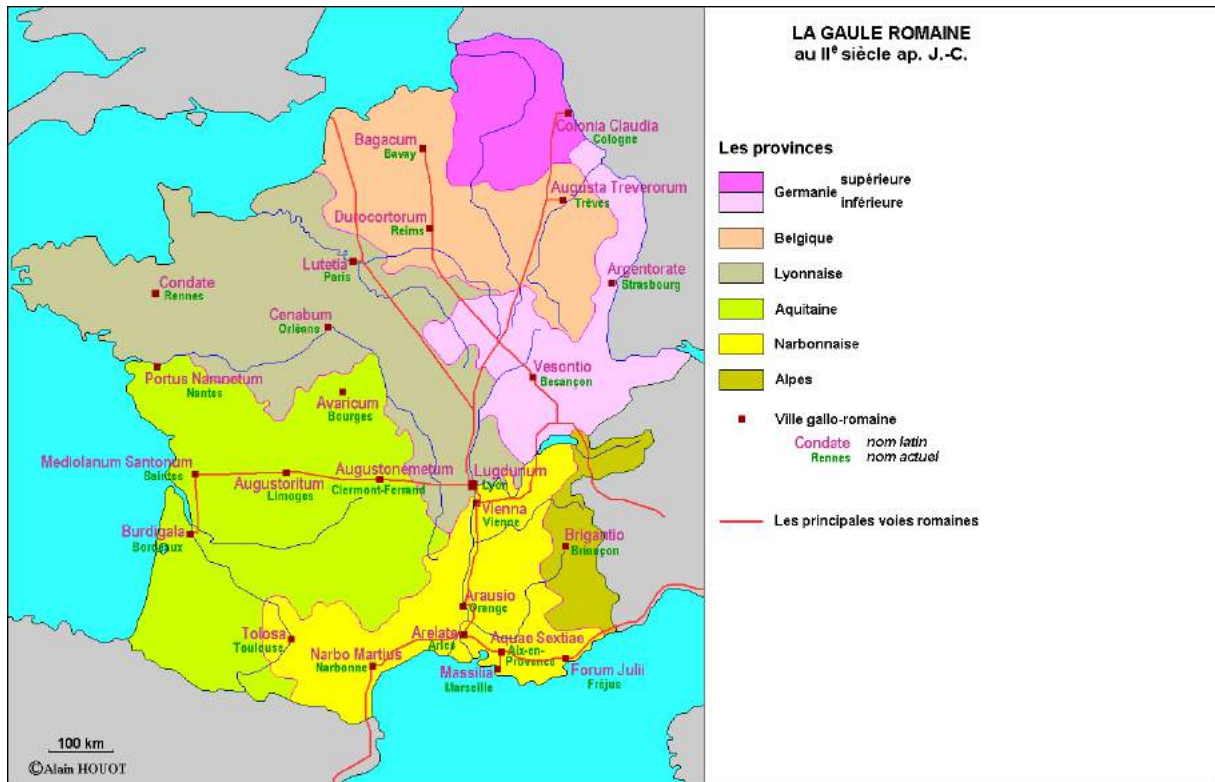 LA GAULE ROMAINE
au IIe siècle ap. J.-C.
Les provinces
Germanie
supérieure
inférieure
Belgique
Lyonnaise
Aquitaine
Narbonnaise
Alpes
Ville gallo-romaine
Condate nom latin
Rennes nom actuel
Les principales voies romaines
Colonia Claudia
Cologne
Bagacum
Bavay
Augusta Treverorum
Trèves
Durocortorum
Reims
Lutetia
Paris
Argentorate
Strasbourg
Condate
Rennes
Cenabum
Orléans
Vesontio
Besançon
Portus Namnetum
Nantes
Avaricum
Bourges
Mediolanum Santonum
Saintes
Augustoritum
Limoges
Augustonémetum
Clermont-Ferrand
Lugdunum
Lyon
Vienna
Vienne
Burdigala
Bordeaux
Brigantio
Briançon
Arausio
Orange
Tolosa
Toulouse
Arelate
Arles
Aquae Sextiae
Aix-en-
Provence
Narbo Martius
Narbonne
Massilia
Marseille
Forum Julii
Fréjus
100 km
©Alain HOUOT